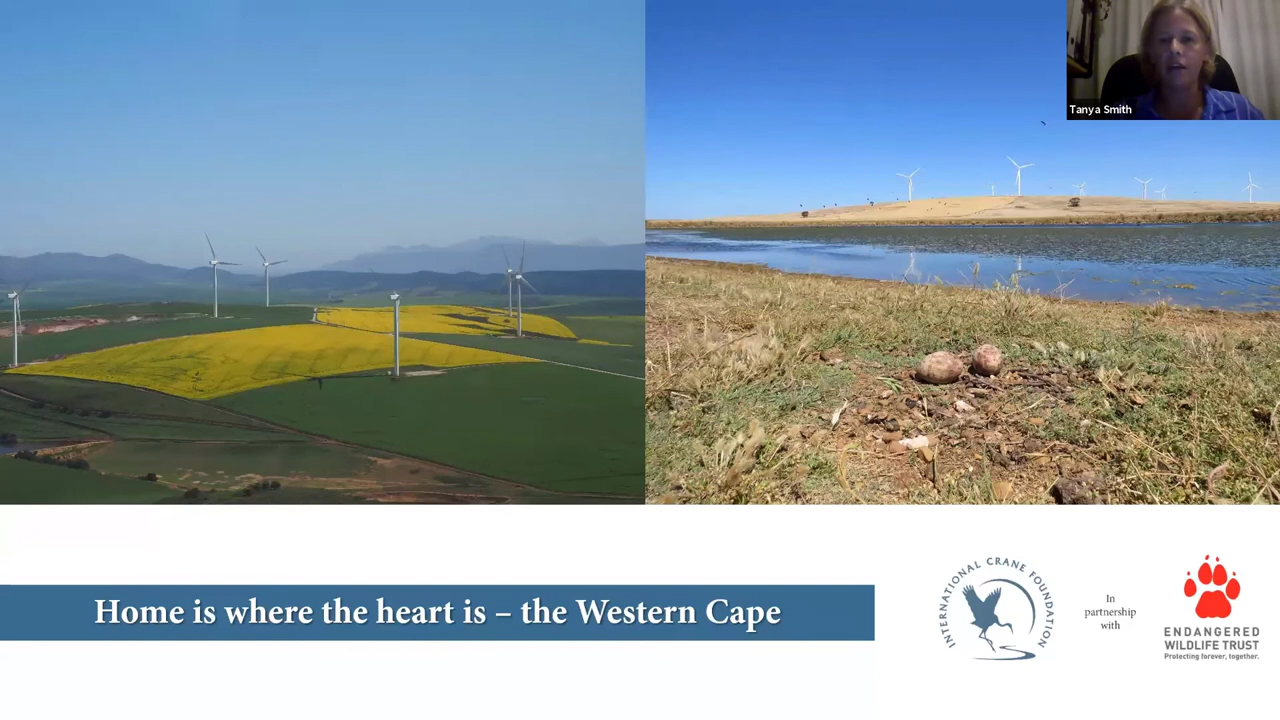 Tanya Smith
Home is where the heart is – the Western Cape
INTERNATIONAL CRANE FOUNDATION
In
partnership
with
ENDANGERED
WILDLIFE TRUST
Protecting forever, together.